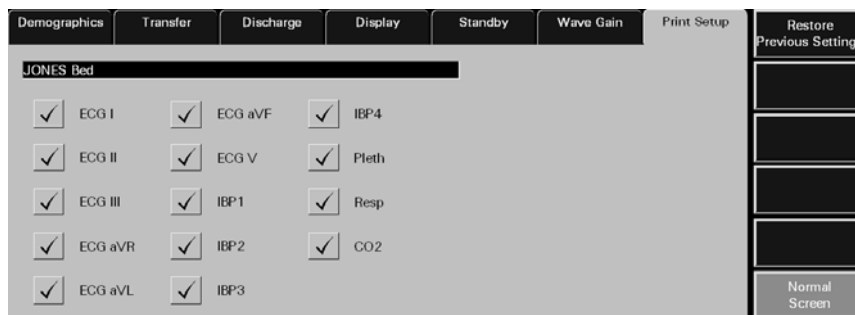 Demographics
Transfer
Discharge
Display
Standby
Wave Gain
Print Setup
Restore
Previous Setting
JONES Bed
ECG I
ECG aVF
IBP4
ECG II
ECG V
Pleth
ECG III
IBP1
Resp
ECG aVR
IBP2
CO2
ECG aVL
IBP3
Normal
Screen